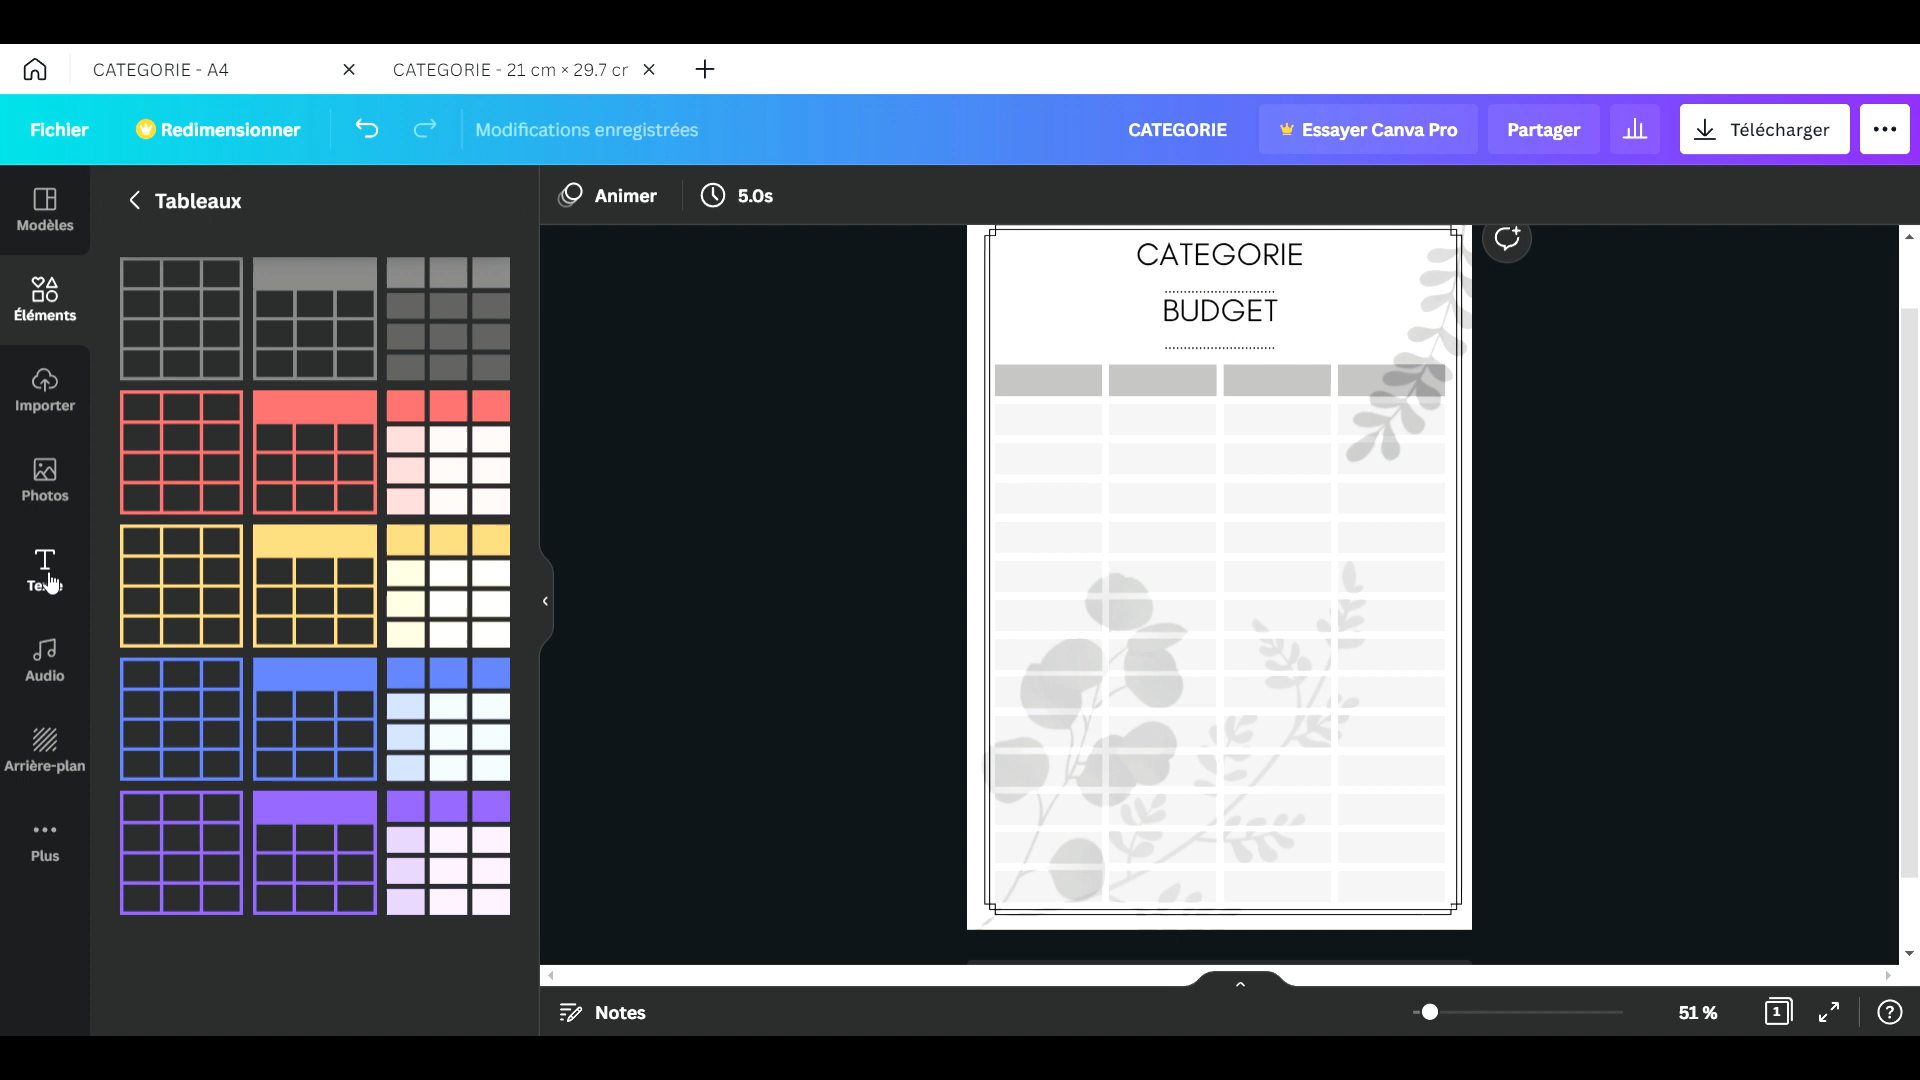 CATEGORIE - A4
CATEGORIE - 21 cm × 29.7 cr
Fichier
Redimensionner
Modifications enregistrées
CATEGORIE
Essayer Canva Pro
Partager
Télécharger
Modèles
Éléments
Importer
Photos
Audio
Arrière-plan
Plus
Tableaux
Animer
5.0s
CATEGORIE
BUDGET
Notes
51 %
1